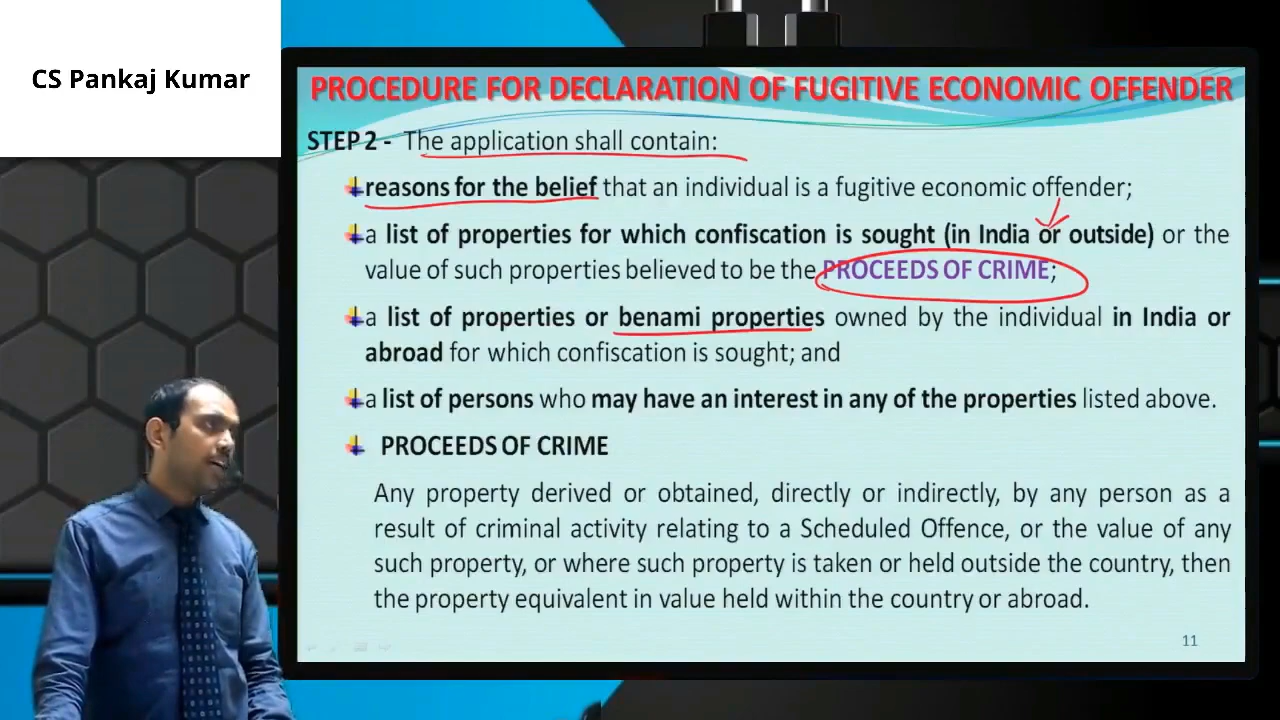 CS Pankaj Kumar
PROCEDURE FOR DECLARATION OF FUGITIVE ECONOMIC OFFENDER
STEP 2 - The application shall contain:
reasons for the belief that an individual is a fugitive economic offender;
a list of properties for which confiscation is sought (in India or outside) or the
value of such properties believed to be the PROCEEDS OF CRIME;
a list of properties or benami properties owned by the individual in India or
abroad for which confiscation is sought; and
a list of persons who may have an interest in any of the properties listed above.
PROCEEDS OF CRIME
Any property derived or obtained, directly or indirectly, by any person as a
result of criminal activity relating to a Scheduled Offence, or the value of any
such property, or where such property is taken or held outside the country, then
the property equivalent in value held within the country or abroad.
11